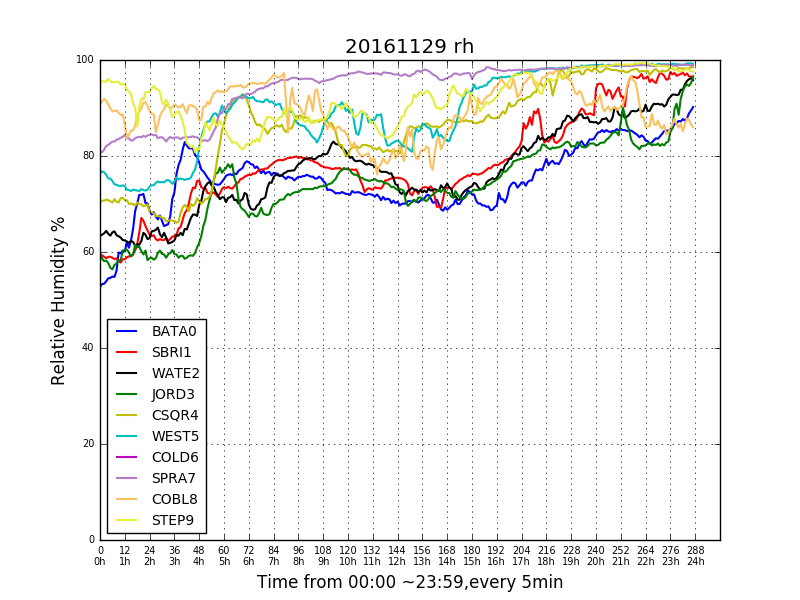 20161129 rh
100
80
60
40
20
0
Relative Humidity %
BATA0
SBRI1
WATE2
JORD3
CSQR4
WEST5
COLD6
SPRA7
COBL8
STEP9
0 12 24 36 48 60 72 84 96 108 120 132 144 156 168 180 192 204 216 228 240 252 264 276 288
0h 1h 2h 3h 4h 5h 6h 7h 8h 9h 10h 11h 12h 13h 14h 15h 16h 17h 18h 19h 20h 21h 22h 23h 24h
Time from 00:00 ~23:59,every 5min